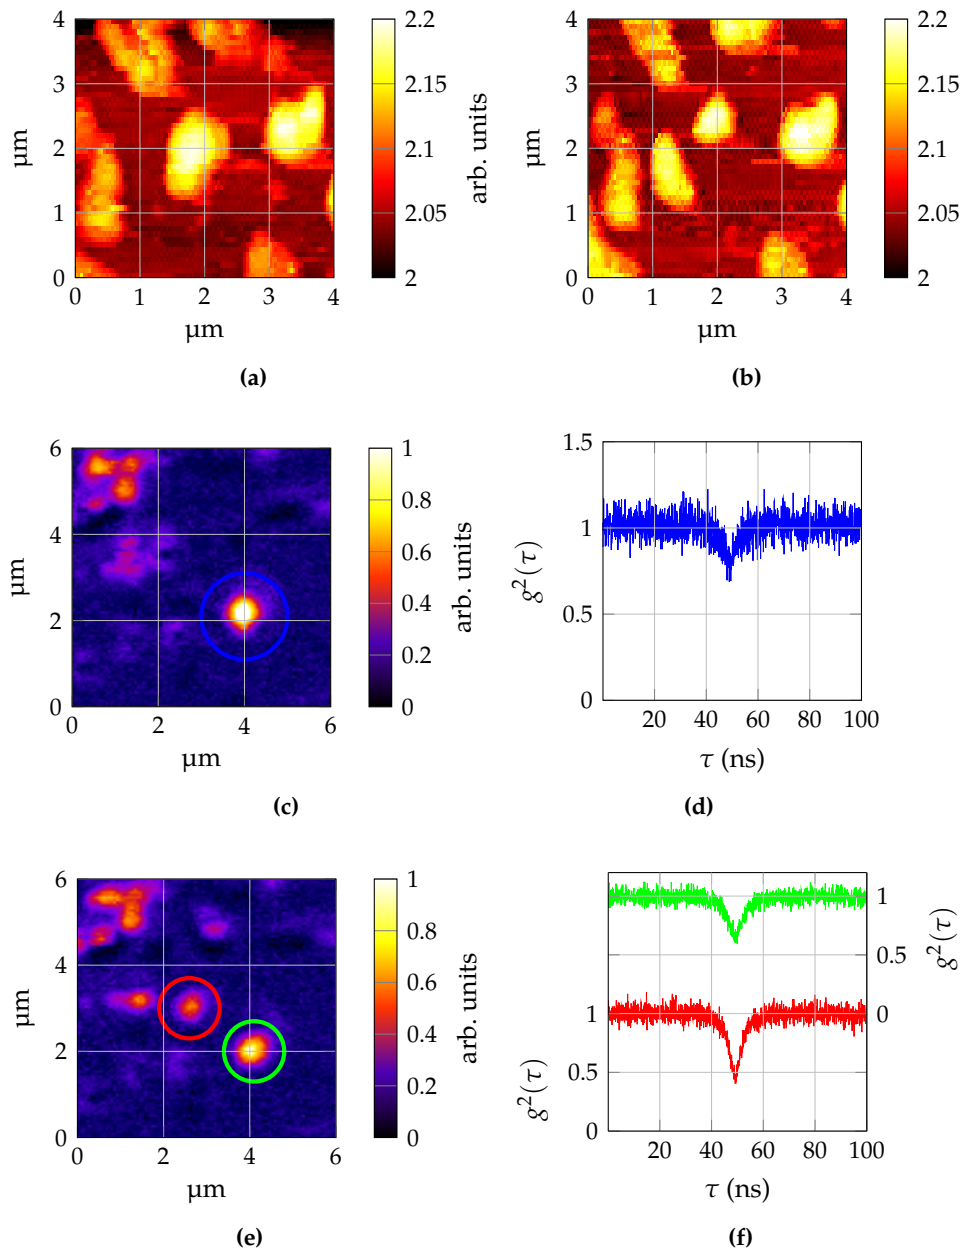 4
3
2
1
0
µm
0 1 2 3 4
µm
2.2
2.15
2.1
2.05
2
arb. units
(a)
4
3
2
1
0
µm
0 1 2 3 4
µm
2.2
2.15
2.1
2.05
2
(b)
6
4
2
0
µm
0 2 4 6
µm
1
0.8
0.6
0.4
0.2
0
arb. units
(c)
1.5
1
0.5
0
g²(τ)
20 40 60 80 100
τ (ns)
(d)
6
4
2
0
µm
0 2 4 6
µm
1
0.8
0.6
0.4
0.2
0
arb. units
(e)
1
0.5
0
g²(τ)
1
0.5
0
g²(τ)
20 40 60 80 100
τ (ns)
(f)